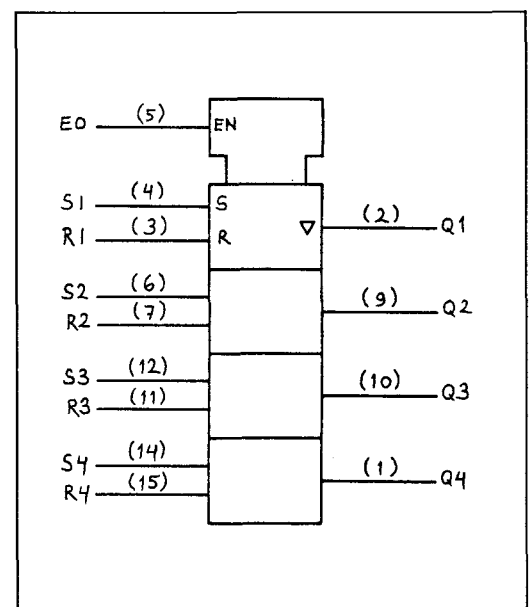 EO (5) EN
S1 (4) S
R1 (3) R ▽ (2) Q1
S2 (6)
R2 (7) (9) Q2
S3 (12)
R3 (11) (10) Q3
S4 (14)
R4 (15) (1) Q4